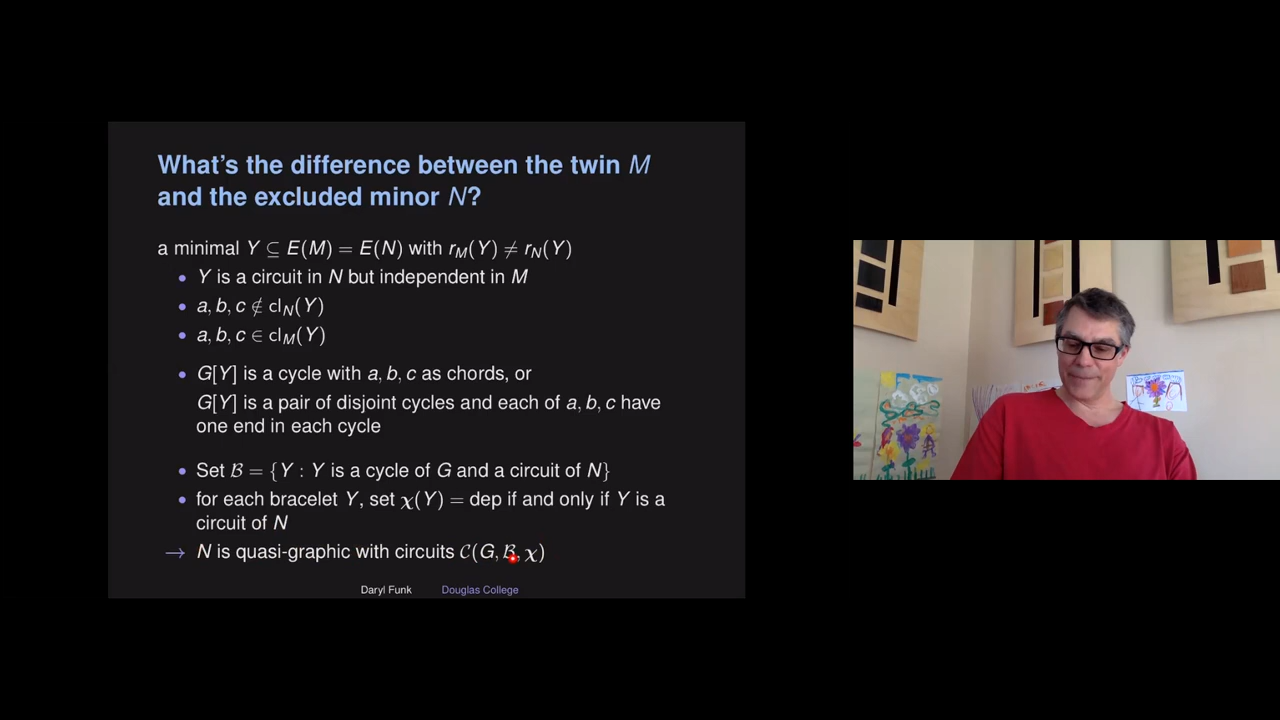 What's the difference between the twin M
and the excluded minor N?
a minimal Y ⊆ E(M) = E(N) with r_M(Y) ≠ r_N(Y)
• Y is a circuit in N but independent in M
• a, b, c ∉ cl_N(Y)
• a, b, c ∈ cl_M(Y)
• G[Y] is a cycle with a, b, c as chords, or
G[Y] is a pair of disjoint cycles and each of a, b, c have
one end in each cycle
• Set ℬ = {Y : Y is a cycle of G and a circuit of N}
• for each bracelet Y, set χ(Y) = dep if and only if Y is a
circuit of N
→ N is quasi-graphic with circuits 𝒞(G, ℬ, χ)
Daryl Funk Douglas College